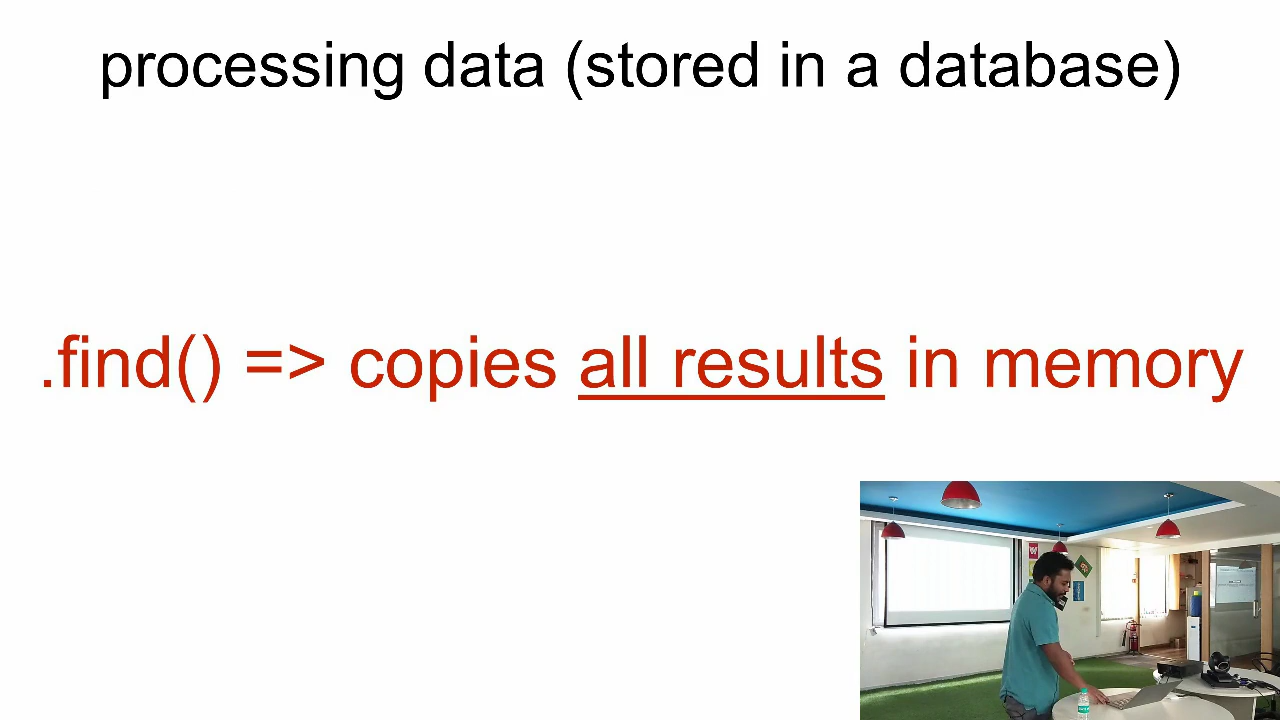 processing data (stored in a database)
.find() => copies all results in memory